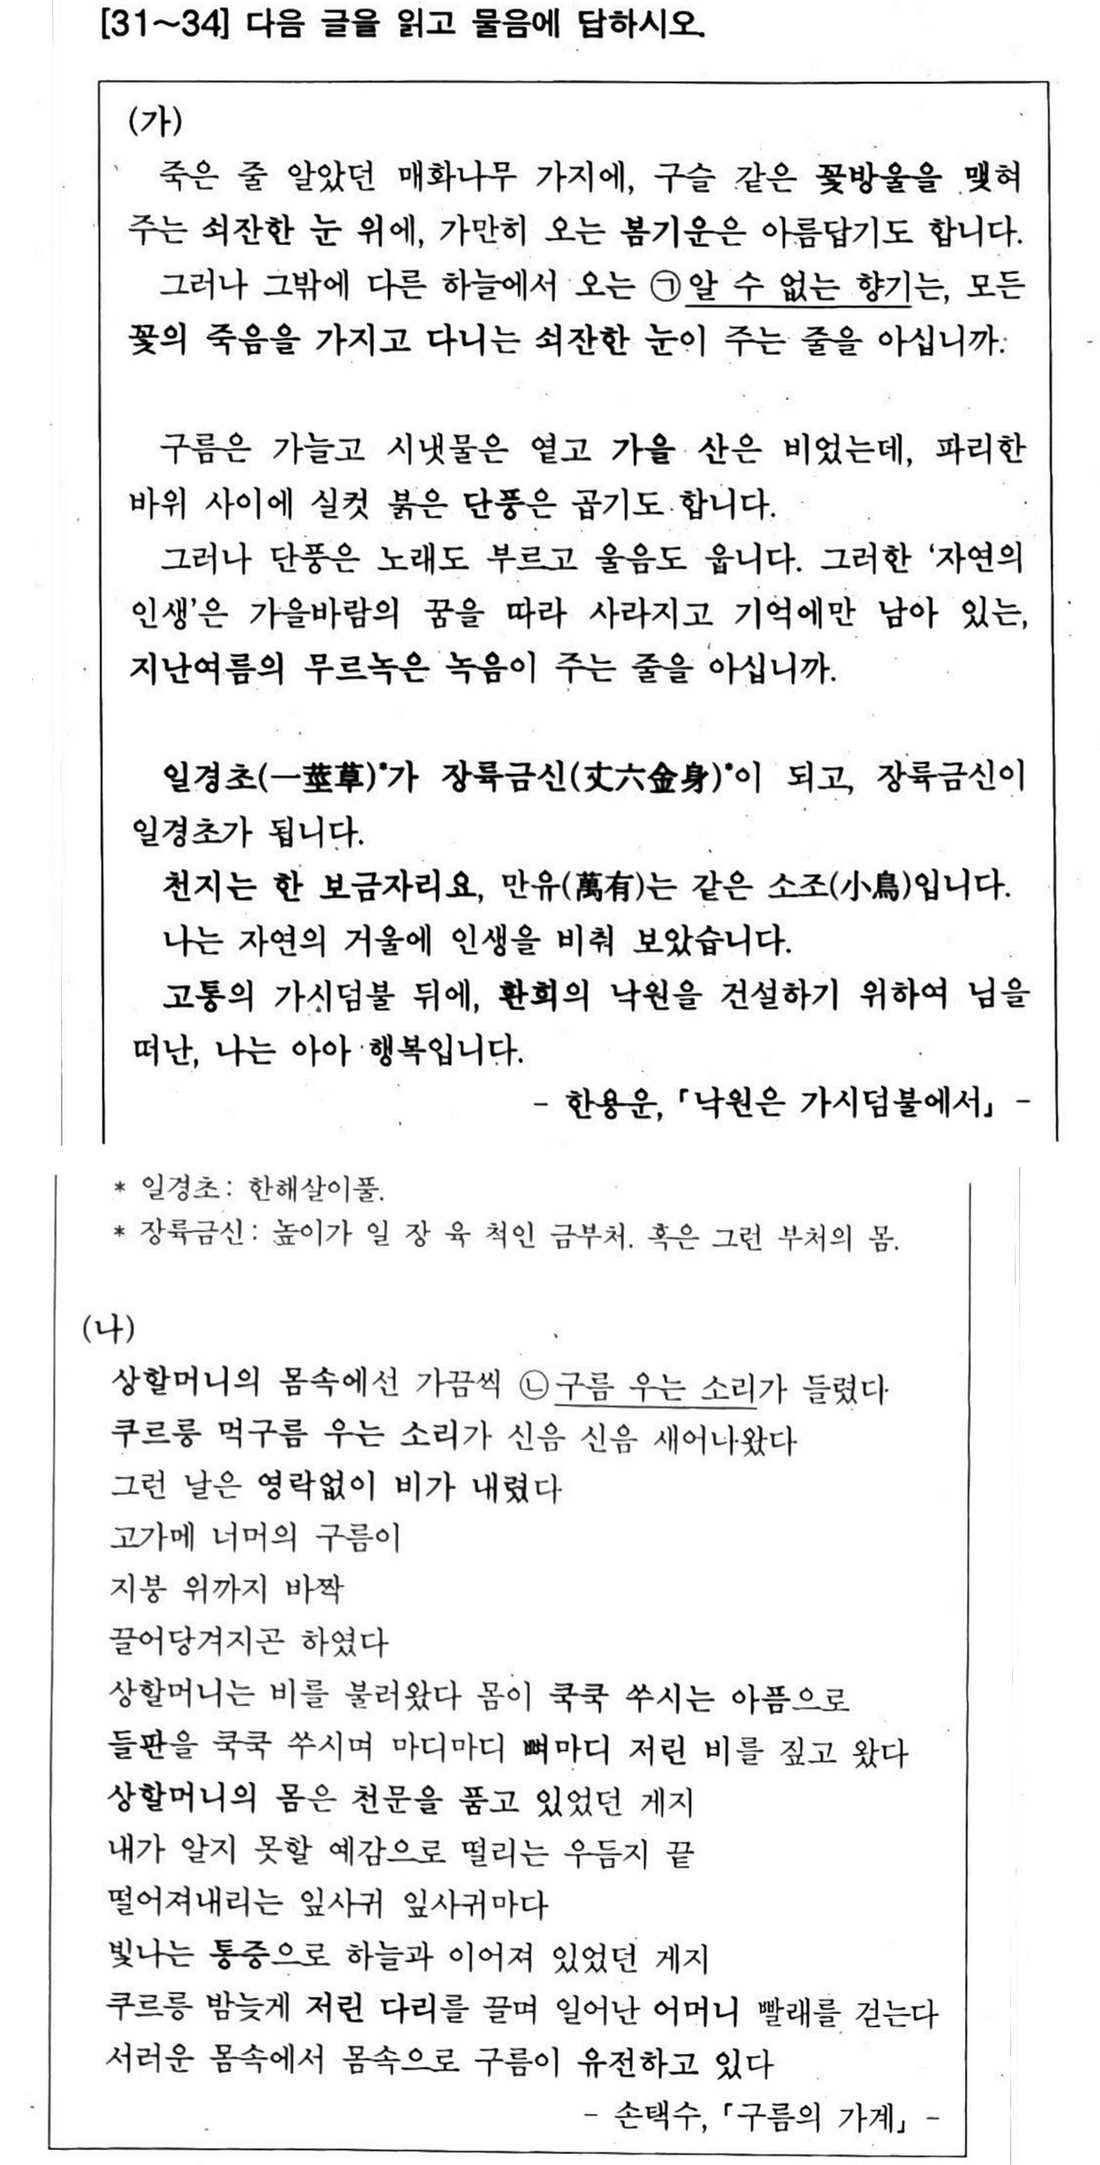 [31~34] 다음 글을 읽고 물음에 답하시오.
(가)
죽은 줄 알았던 매화나무 가지에, 구슬 같은 꽃방울을 맺혀
주는 쇠잔한 눈 위에, 가만히 오는 봄기운은 아름답기도 합니다.
그러나 그밖에 다른 하늘에서 오는 ㉠알 수 없는 향기는, 모든
꽃의 죽음을 가지고 다니는 쇠잔한 눈이 주는 줄을 아십니까.
구름은 가늘고 시냇물은 옅고 가을 산은 비었는데, 파리한
바위 사이에 실컷 붉은 단풍은 곱기도 합니다.
그러나 단풍은 노래도 부르고 울음도 웁니다. 그러한 ‘자연의
인생’은 가을바람의 꿈을 따라 사라지고 기억에만 남아 있는,
지난여름의 무르녹은 녹음이 주는 줄을 아십니까.
일경초(一莖草)*가 장륙금신(丈六金身)*이 되고, 장륙금신이
일경초가 됩니다.
천지는 한 보금자리요, 만유(萬有)는 같은 소조(小鳥)입니다.
나는 자연의 거울에 인생을 비춰 보았습니다.
고통의 가시덤불 뒤에, 환희의 낙원을 건설하기 위하여 님을
떠난, 나는 아아 행복입니다.
- 한용운, 「낙원은 가시덤불에서」 -
* 일경초: 한해살이풀.
* 장륙금신: 높이가 일 장 육 척인 금부처. 혹은 그런 부처의 몸.
(나)
상할머니의 몸속에선 가끔씩 ㉡구름 우는 소리가 들렸다
쿠르릉 먹구름 우는 소리가 신음 신음 새어나왔다
그런 날은 영락없이 비가 내렸다
고가메 너머의 구름이
지붕 위까지 바짝
끌어당겨지곤 하였다
상할머니는 비를 불러왔다 몸이 쿡쿡 쑤시는 아픔으로
들판을 쿡쿡 쑤시며 마디마디 뼈마디 저린 비를 짚고 왔다
상할머니의 몸은 천문을 품고 있었던 게지
내가 알지 못할 예감으로 떨리는 우듬지 끝
떨어져내리는 잎사귀 잎사귀마다
빛나는 통증으로 하늘과 이어져 있었던 게지
쿠르릉 밤늦게 저린 다리를 끌며 일어난 어머니 빨래를 걷는다
서러운 몸속에서 몸속으로 구름이 유전하고 있다
- 손택수, 「구름의 가계」 -